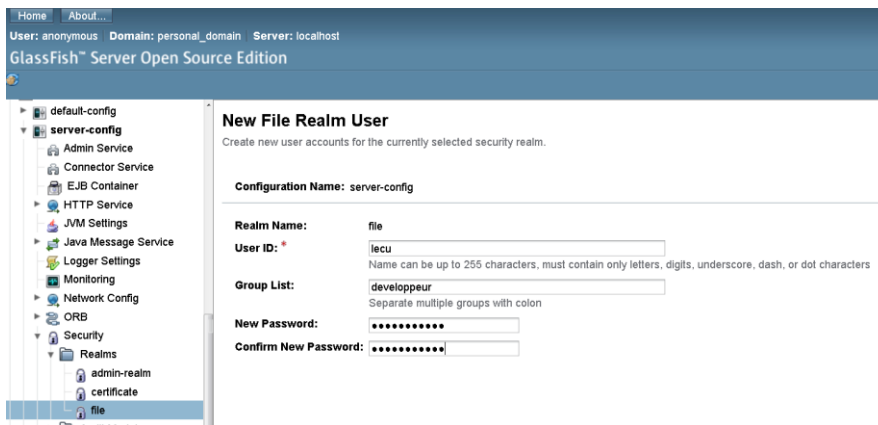 Home About...
User: anonymous Domain: personal_domain Server: localhost
GlassFish™ Server Open Source Edition
default-config
server-config
Admin Service
Connector Service
EJB Container
HTTP Service
JVM Settings
Java Message Service
Logger Settings
Monitoring
Network Config
ORB
Security
Realms
admin-realm
certificate
file
New File Realm User
Create new user accounts for the currently selected security realm.
Configuration Name: server-config
Realm Name: file
User ID: * lecu
Name can be up to 255 characters, must contain only letters, digits, underscore, dash, or dot characters
Group List: developpeur
Separate multiple groups with colon
New Password: •••••••••••
Confirm New Password: •••••••••••